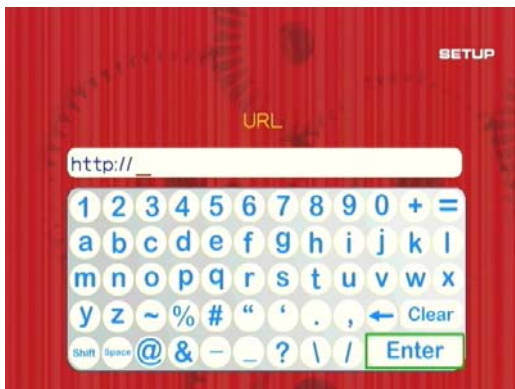 SETUP
URL
http://_
1 2 3 4 5 6 7 8 9 0 + =
a b c d e f g h i j k l
m n o p q r s t u v w x
y z ~ % # “ ‘ . , ← Clear
Shift Space @ & – _ ? \ / Enter